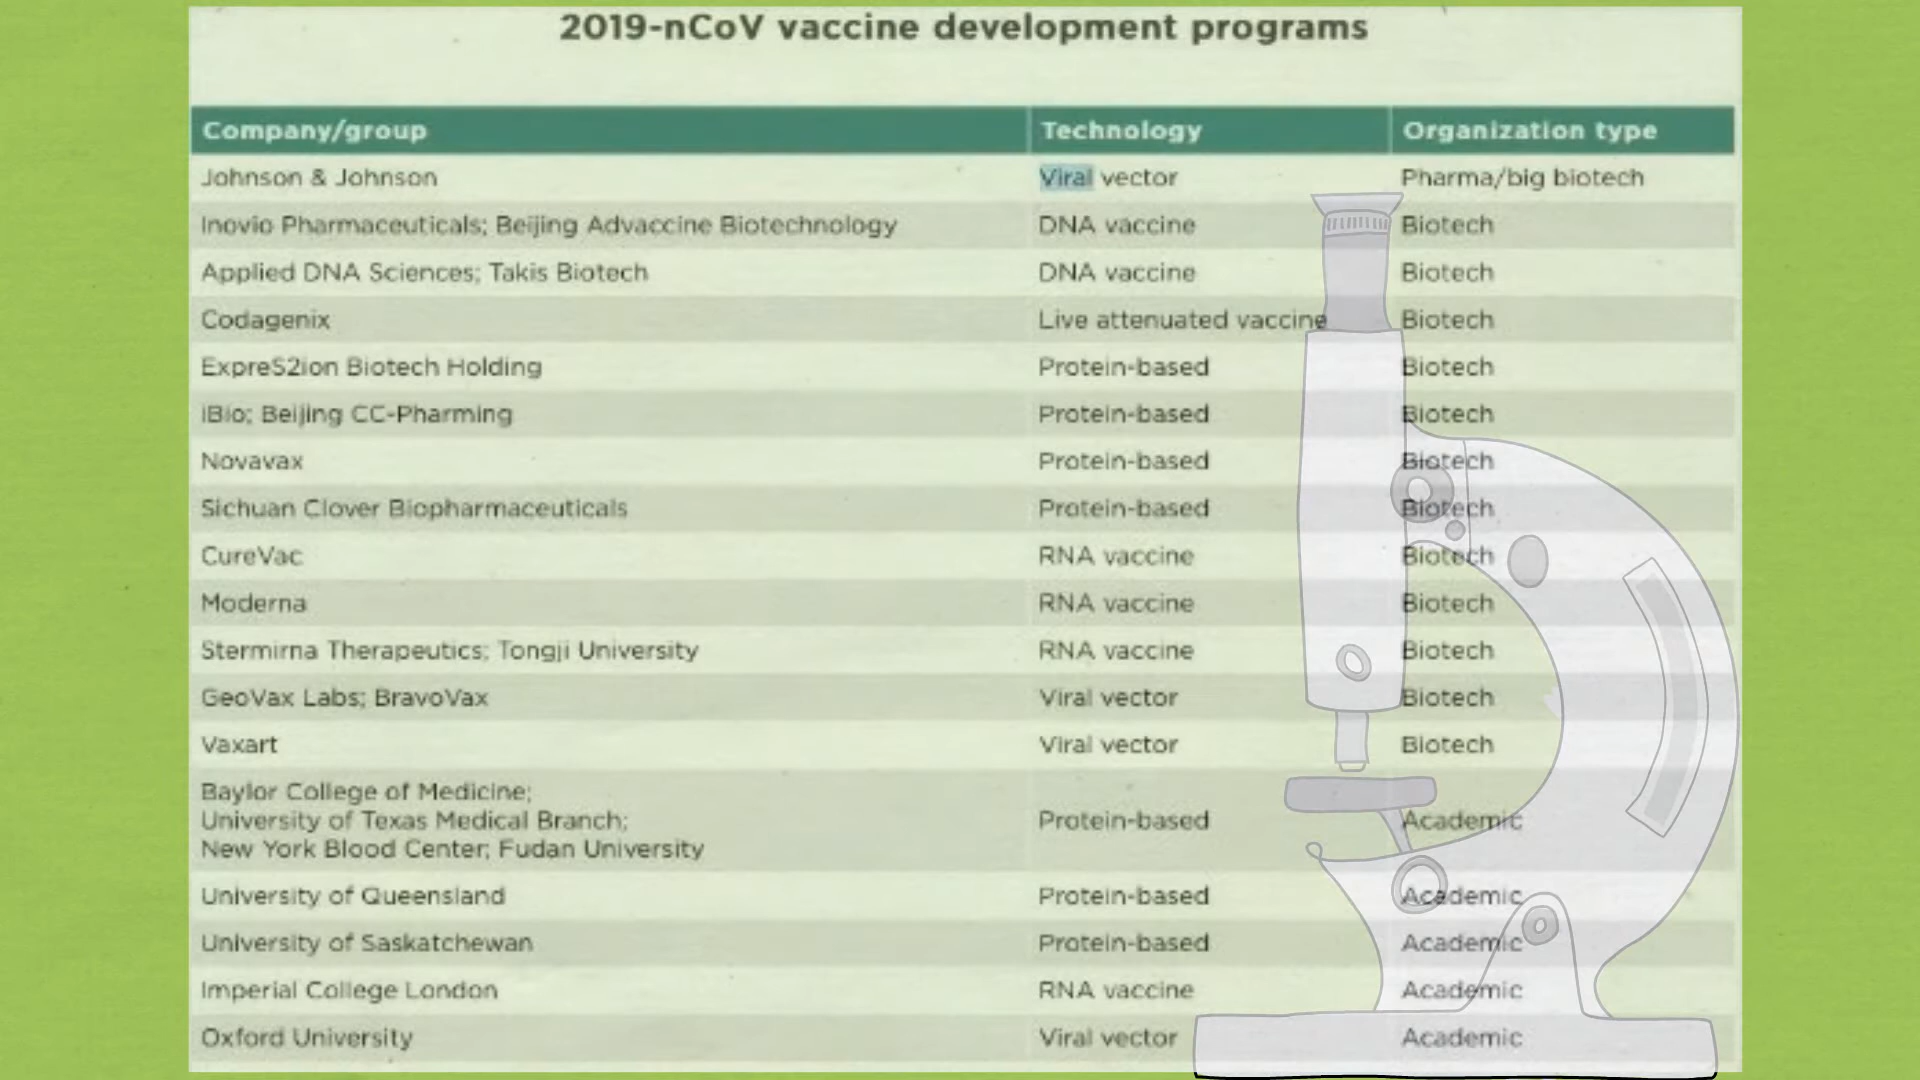 2019-nCoV vaccine development programs
Company/group Technology Organization type
Johnson & Johnson Viral vector Pharma/big biotech
Inovio Pharmaceuticals; Beijing Advaccine Biotechnology DNA vaccine Biotech
Applied DNA Sciences; Takis Biotech DNA vaccine Biotech
Codagenix Live attenuated vaccine Biotech
ExpreS2ion Biotech Holding Protein-based Biotech
iBio; Beijing CC-Pharming Protein-based Biotech
Novavax Protein-based Biotech
Sichuan Clover Biopharmaceuticals Protein-based Biotech
CureVac RNA vaccine Biotech
Moderna RNA vaccine Biotech
Stermirna Therapeutics; Tongji University RNA vaccine Biotech
GeoVax Labs; BravoVax Viral vector Biotech
Vaxart Viral vector Biotech
Baylor College of Medicine;
University of Texas Medical Branch; Protein-based Academic
New York Blood Center; Fudan University
University of Queensland Protein-based Academic
University of Saskatchewan Protein-based Academic
Imperial College London RNA vaccine Academic
Oxford University Viral vector Academic